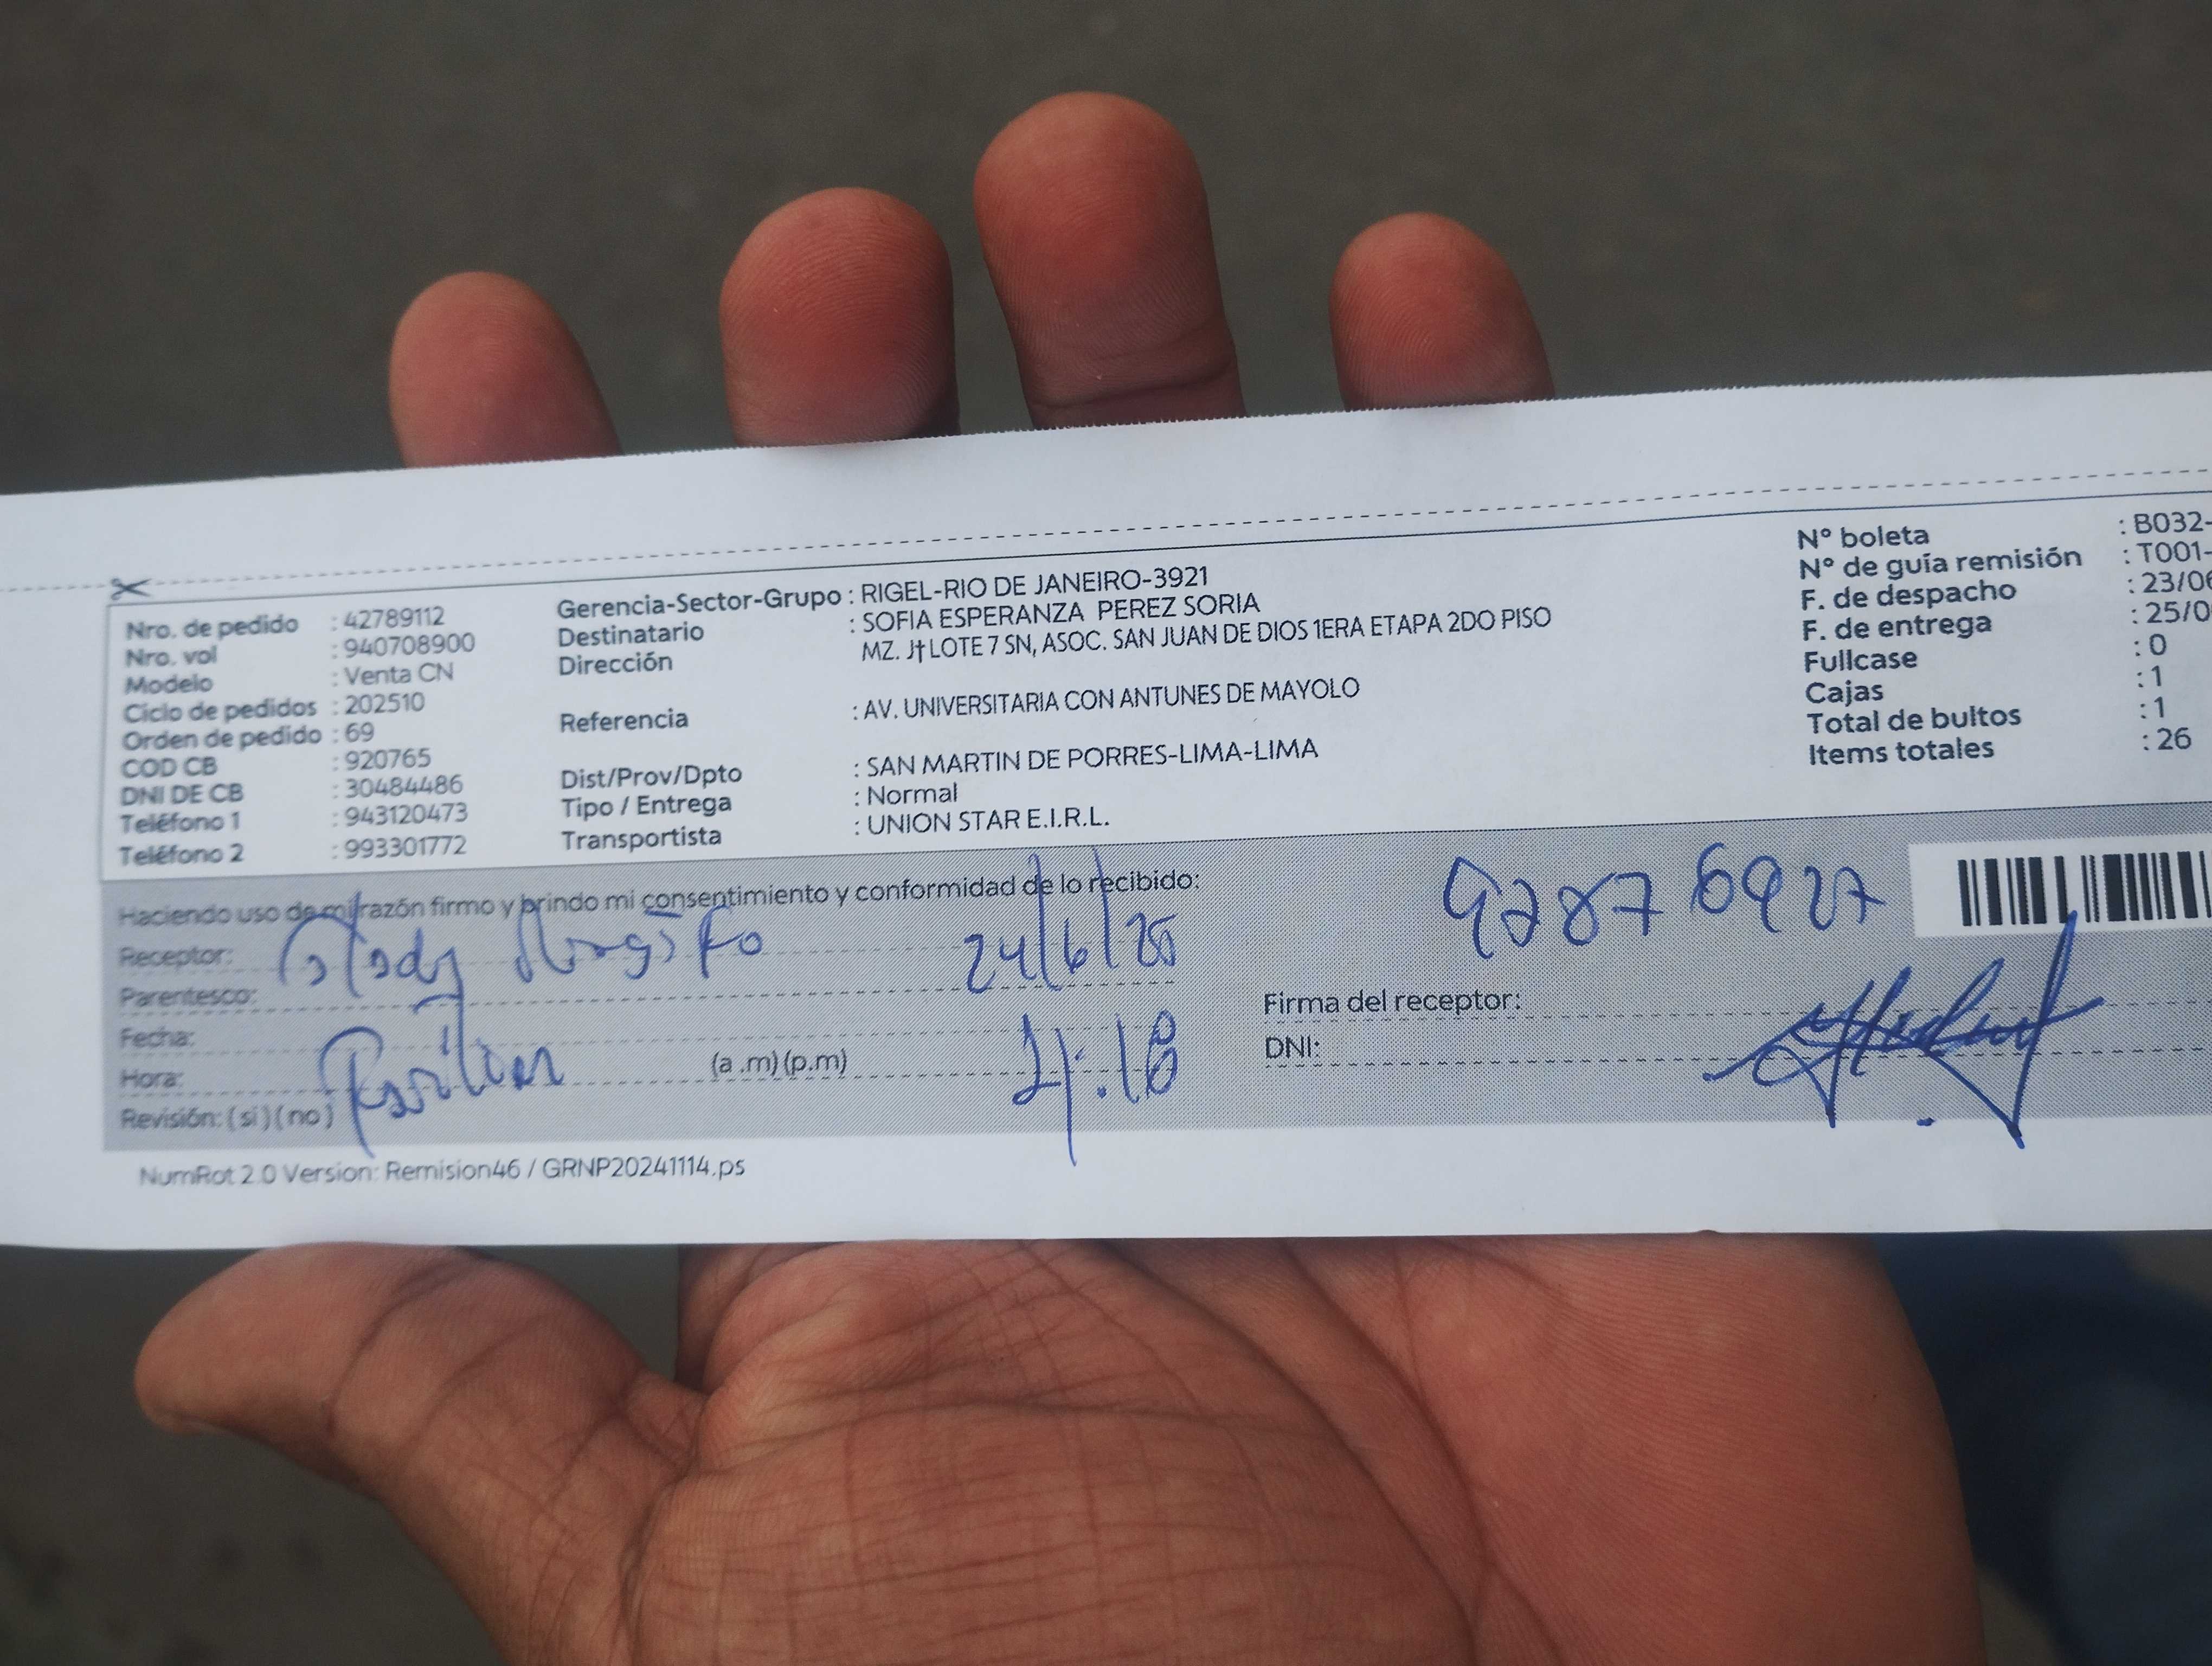 Nro. de pedido : 42789112
Nro. vol : 940708900
Modelo : Venta CN
Ciclo de pedidos : 202510
Orden de pedido : 69
COD CB : 920765
DNI DE CB : 30484486
Teléfono 1 : 943120473
Teléfono 2 : 993301772
Gerencia-Sector-Grupo : RIGEL-RIO DE JANEIRO-3921
Destinatario : SOFIA ESPERANZA PEREZ SORIA
Dirección MZ. J† LOTE 7 SN, ASOC. SAN JUAN DE DIOS 1ERA ETAPA 2DO PISO
Referencia : AV. UNIVERSITARIA CON ANTUNES DE MAYOLO
Dist/Prov/Dpto : SAN MARTIN DE PORRES-LIMA-LIMA
Tipo / Entrega : Normal
Transportista : UNION STAR E.I.R.L.
N° boleta : B032-
N° de guía remisión : T001-
F. de despacho : 23/06
F. de entrega : 25/0
Fullcase : 0
Cajas : 1
Total de bultos : 1
Items totales : 26
Haciendo uso de mi razón firmo y brindo mi consentimiento y conformidad de lo recibido:
Receptor: 24/6/25
Parentesco:
Fecha:
Hora: (a .m) (p.m)
Revisión: ( si ) ( no )
Firma del receptor:
DNI:
NumRot 2.0 Version: Remision46 / GRNP20241114.ps